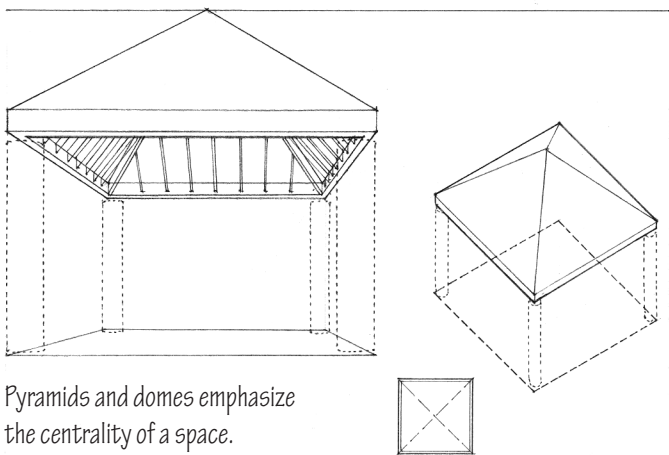 Pyramids and domes emphasize
the centrality of a space.